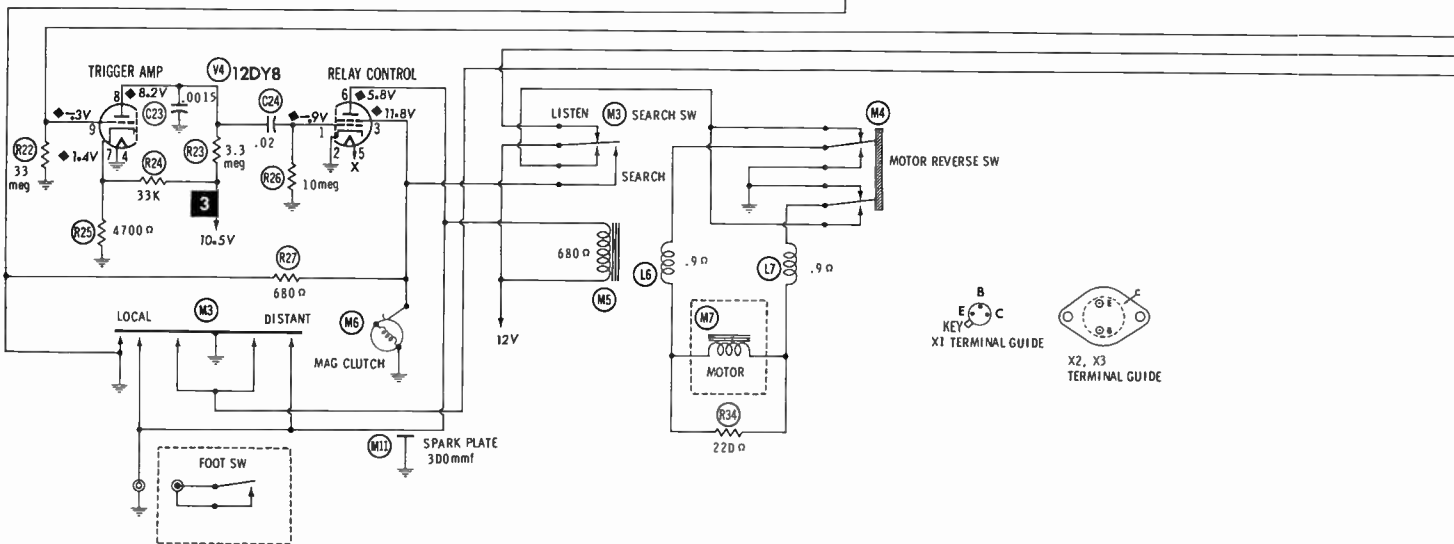 TRIGGER AMP
V4 12DY8
RELAY CONTROL
8 ◆8.2V
.0015
C23
C24
.02
6 ◆5.8V
◆11.8V
◆-.3V
9
◆-.9V
1
3
R22
33
meg
◆1.4V
7 4
R24
33K
R23
3.3
meg
R26
10meg
2 5
X
3
10.5V
R25 4700Ω
R27
680Ω
LISTEN
M3 SEARCH SW
SEARCH
M4
MOTOR REVERSE SW
680Ω
M5
12V
L6 .9Ω
L7 .9Ω
M7
MOTOR
R34
22DΩ
LOCAL
M3
DISTANT
M6
MAG CLUTCH
M11 SPARK PLATE
3D0mmf
FOOT SW
B
E C
KEY
X1 TERMINAL GUIDE
C
E
B
X2, X3
TERMINAL GUIDE